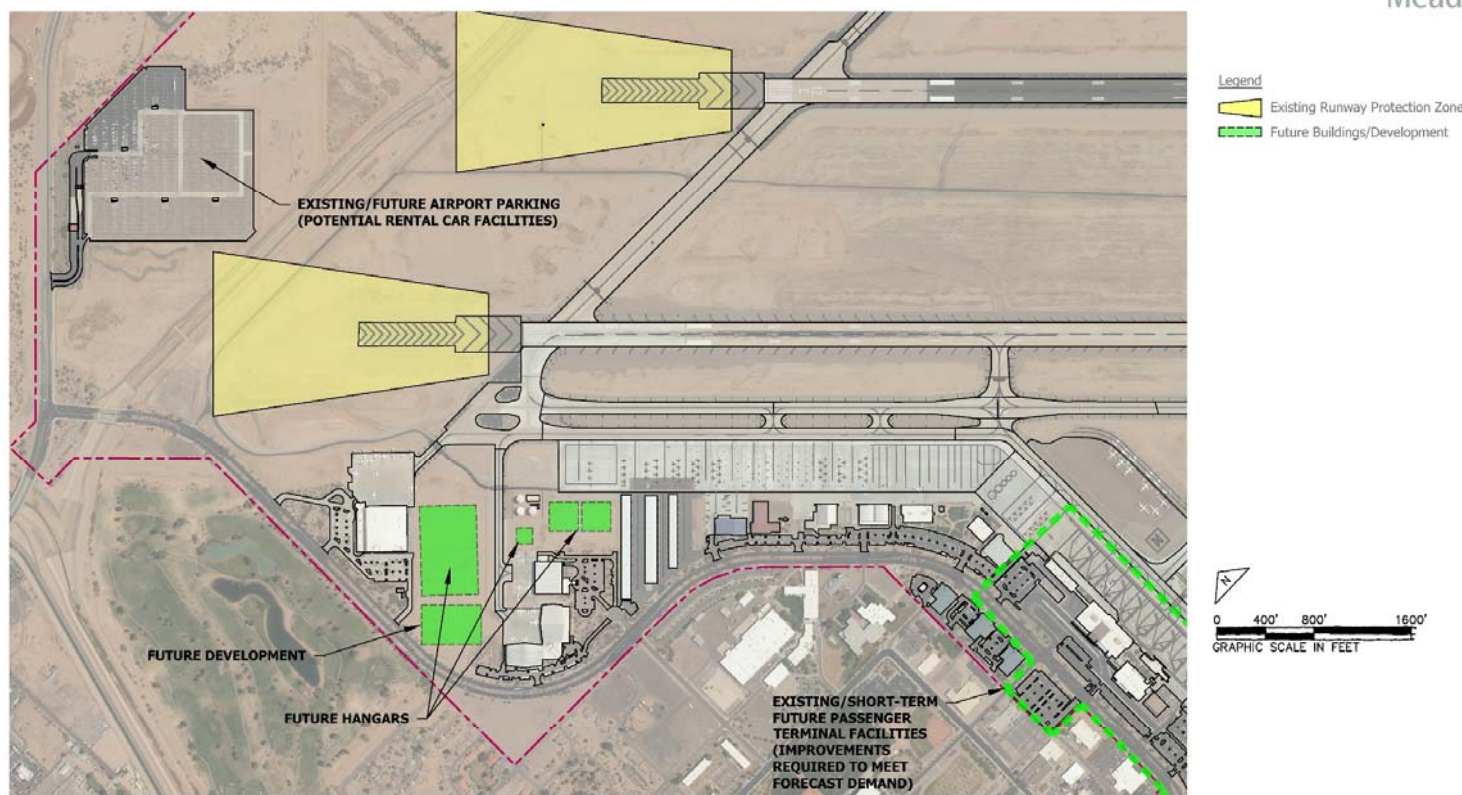 Mead
Legend
Existing Runway Protection Zone
Future Buildings/Development
EXISTING/FUTURE AIRPORT PARKING
(POTENTIAL RENTAL CAR FACILITIES)
FUTURE DEVELOPMENT
FUTURE HANGARS
EXISTING/SHORT-TERM
FUTURE PASSENGER
TERMINAL FACILITIES
(IMPROVEMENTS
REQUIRED TO MEET
FORECAST DEMAND)
N
0 400' 800' 1600'
GRAPHIC SCALE IN FEET